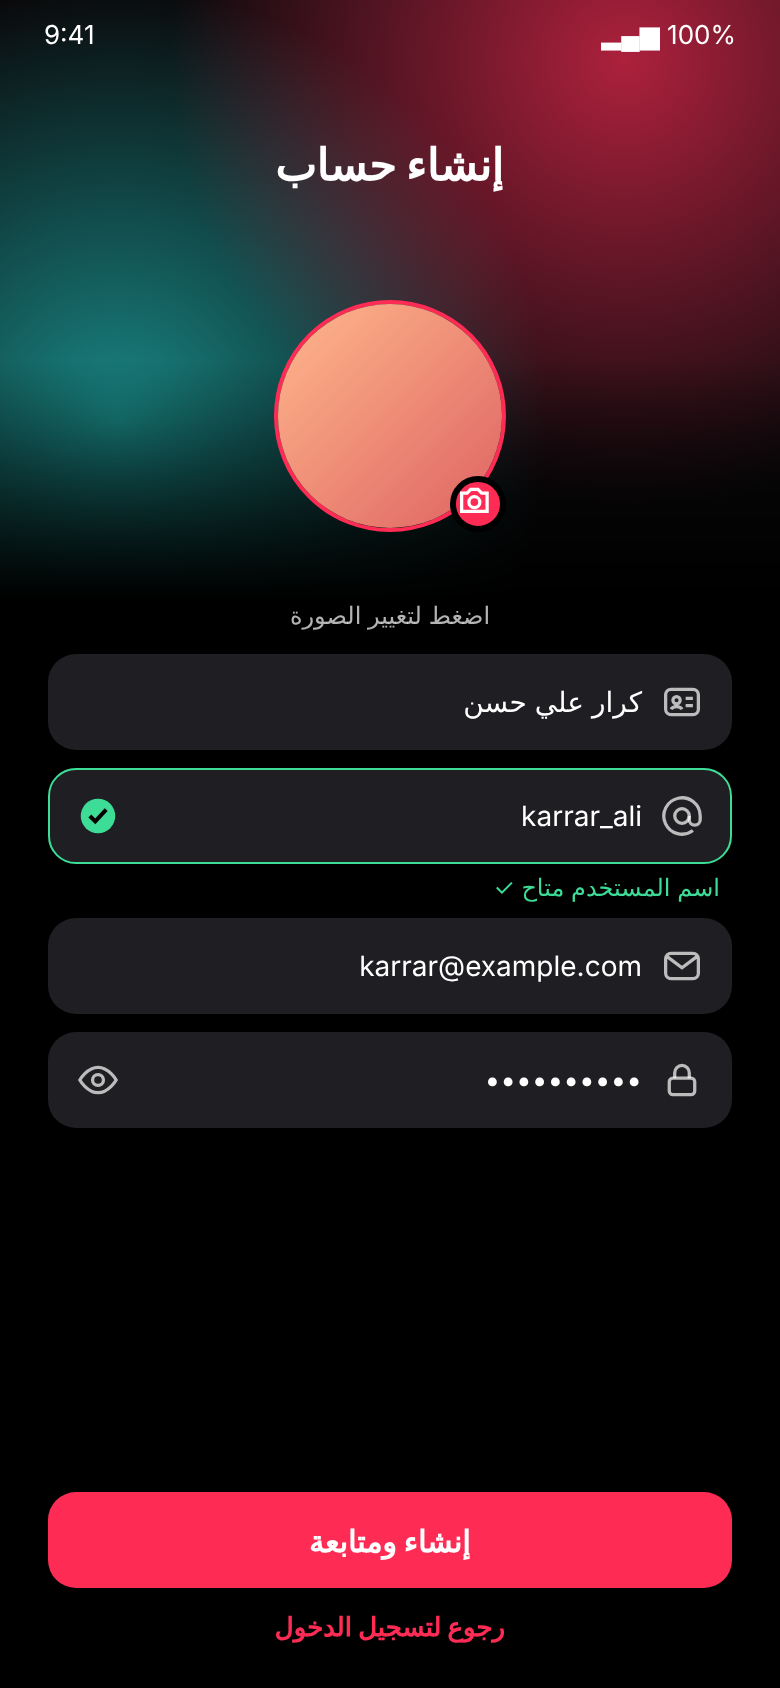 9:41
100%
إنشاء حساب
اضغط لتغيير الصورة
كرار علي حسن
karrar_ali
اسم المستخدم متاح ✓
karrar@example.com
••••••••••
إنشاء ومتابعة
رجوع لتسجيل الدخول